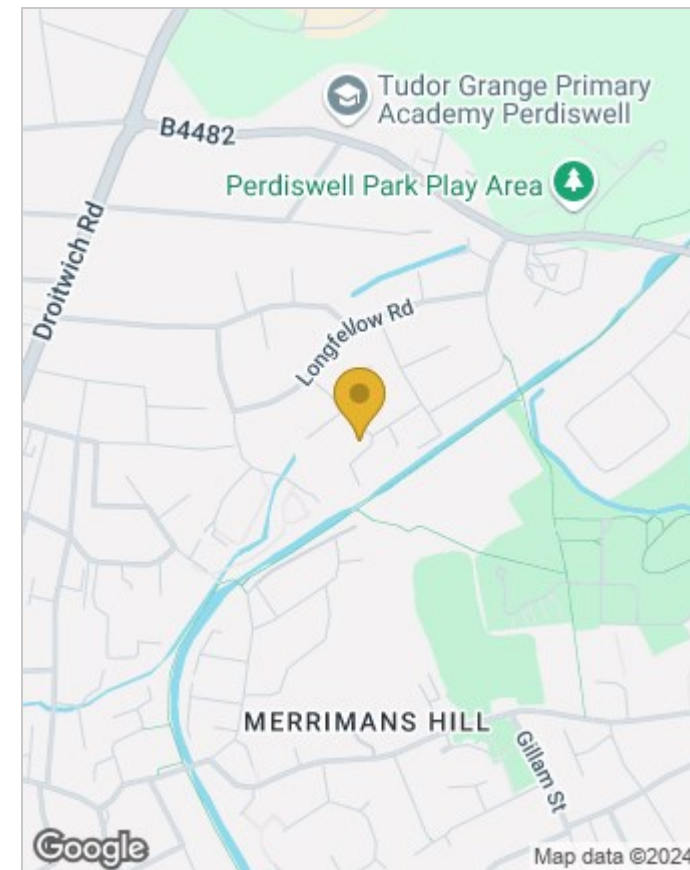 Tudor Grange Primary
Academy Perdiswell
B4482
Perdiswell Park Play Area
Droitwich Rd
Longfellow Rd
MERRIMANS HILL
Gillam St
Google
Map data ©2024